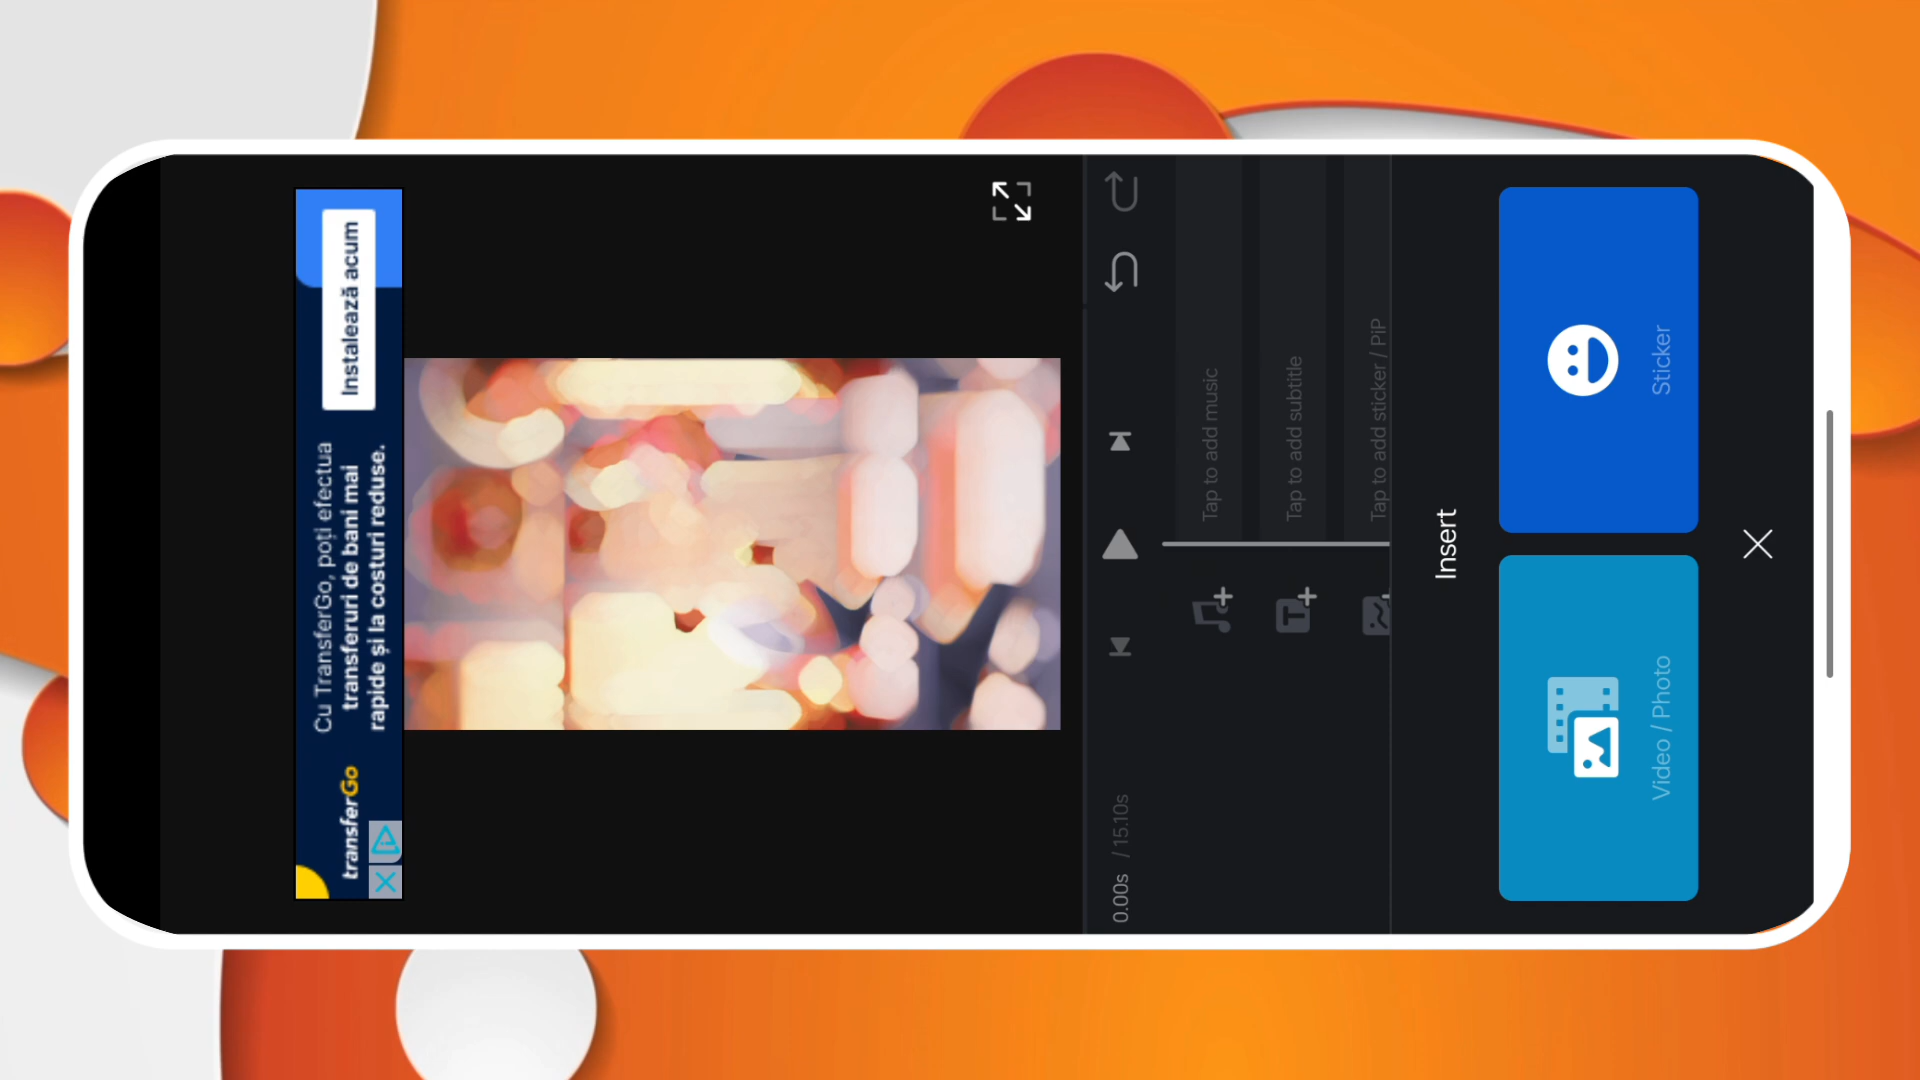 transferGo
Cu TransferGo, poți efectua
transferuri de bani mai
rapide și la costuri reduse.
Instalează acum
0.00s / 15.10s
Tap to add music
T
Tap to add subtitle
Tap to add sticker / PiP
Insert
Video / Photo
Sticker